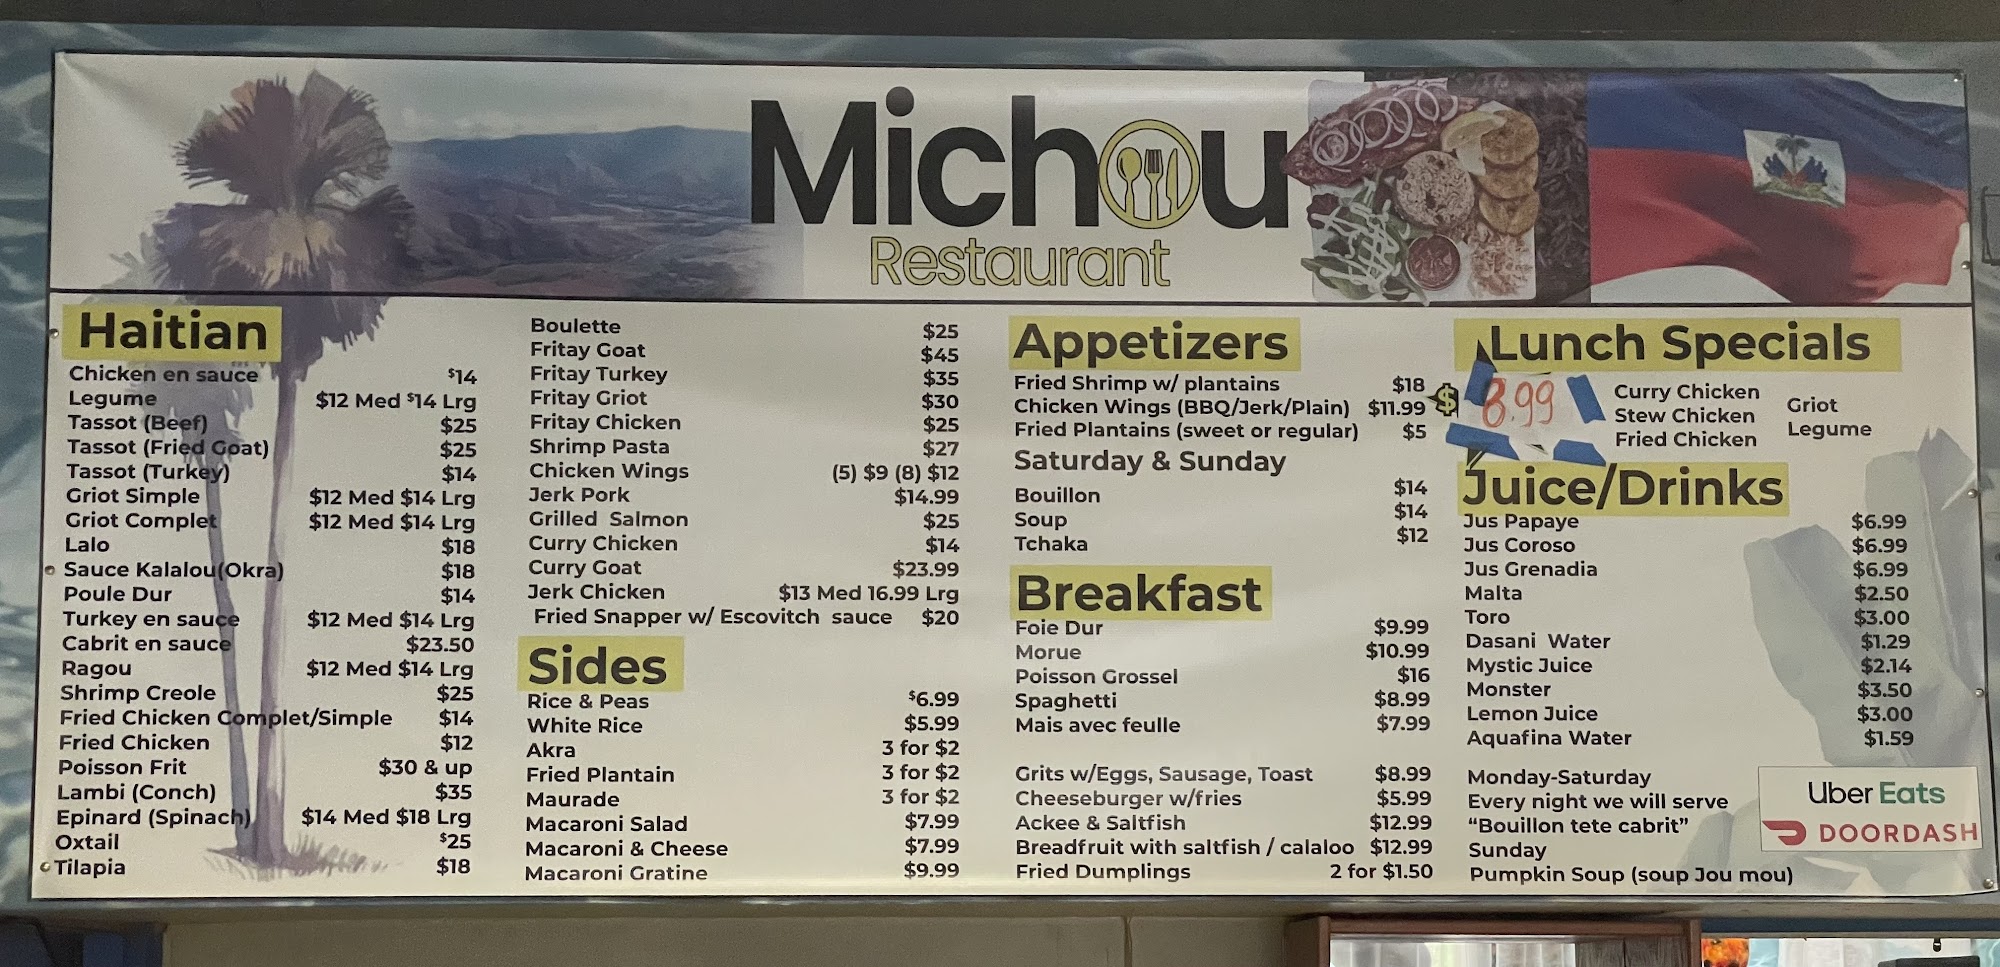 Michou
Restaurant
Haitian
Chicken en sauce $14
Legume $12 Med $14 Lrg
Tassot (Beef) $25
Tassot (Fried Goat) $25
Tassot (Turkey) $14
Griot Simple $12 Med $14 Lrg
Griot Complet $12 Med $14 Lrg
Lalo $18
Sauce Kalalou(Okra) $18
Poule Dur $14
Turkey en sauce $12 Med $14 Lrg
Cabrit en sauce $23.50
Ragou $12 Med $14 Lrg
Shrimp Creole $25
Fried Chicken Complet/Simple $14
Fried Chicken $12
Poisson Frit $30 & up
Lambi (Conch) $35
Epinard (Spinach) $14 Med $18 Lrg
Oxtail $25
Tilapia $18
Boulette $25
Fritay Goat $45
Fritay Turkey $35
Fritay Griot $30
Fritay Chicken $25
Shrimp Pasta $27
Chicken Wings (5) $9 (8) $12
Jerk Pork $14.99
Grilled Salmon $25
Curry Chicken $14
Curry Goat $23.99
Jerk Chicken $13 Med 16.99 Lrg
Fried Snapper w/ Escovitch sauce $20
Sides
Rice & Peas $6.99
White Rice $5.99
Akra 3 for $2
Fried Plantain 3 for $2
Maurade 3 for $2
Macaroni Salad $7.99
Macaroni & Cheese $7.99
Macaroni Gratine $9.99
Appetizers
Fried Shrimp w/ plantains $18
Chicken Wings (BBQ/Jerk/Plain) $11.99
Fried Plantains (sweet or regular) $5
Saturday & Sunday
Bouillon $14
Soup $14
Tchaka $12
Breakfast
Foie Dur $9.99
Morue $10.99
Poisson Grossel $16
Spaghetti $8.99
Mais avec feulle $7.99
Grits w/Eggs, Sausage, Toast $8.99
Cheeseburger w/fries $5.99
Ackee & Saltfish $12.99
Breadfruit with saltfish / calaloo $12.99
Fried Dumplings 2 for $1.50
Lunch Specials
$ 8.99
Curry Chicken
Stew Chicken
Fried Chicken
Griot
Legume
Juice/Drinks
Jus Papaye $6.99
Jus Coroso $6.99
Jus Grenadia $6.99
Malta $2.50
Toro $3.00
Dasani Water $1.29
Mystic Juice $2.14
Monster $3.50
Lemon Juice $3.00
Aquafina Water $1.59
Monday-Saturday
Every night we will serve
“Bouillon tete cabrit”
Sunday
Pumpkin Soup (soup Jou mou)
Uber Eats
DOORDASH